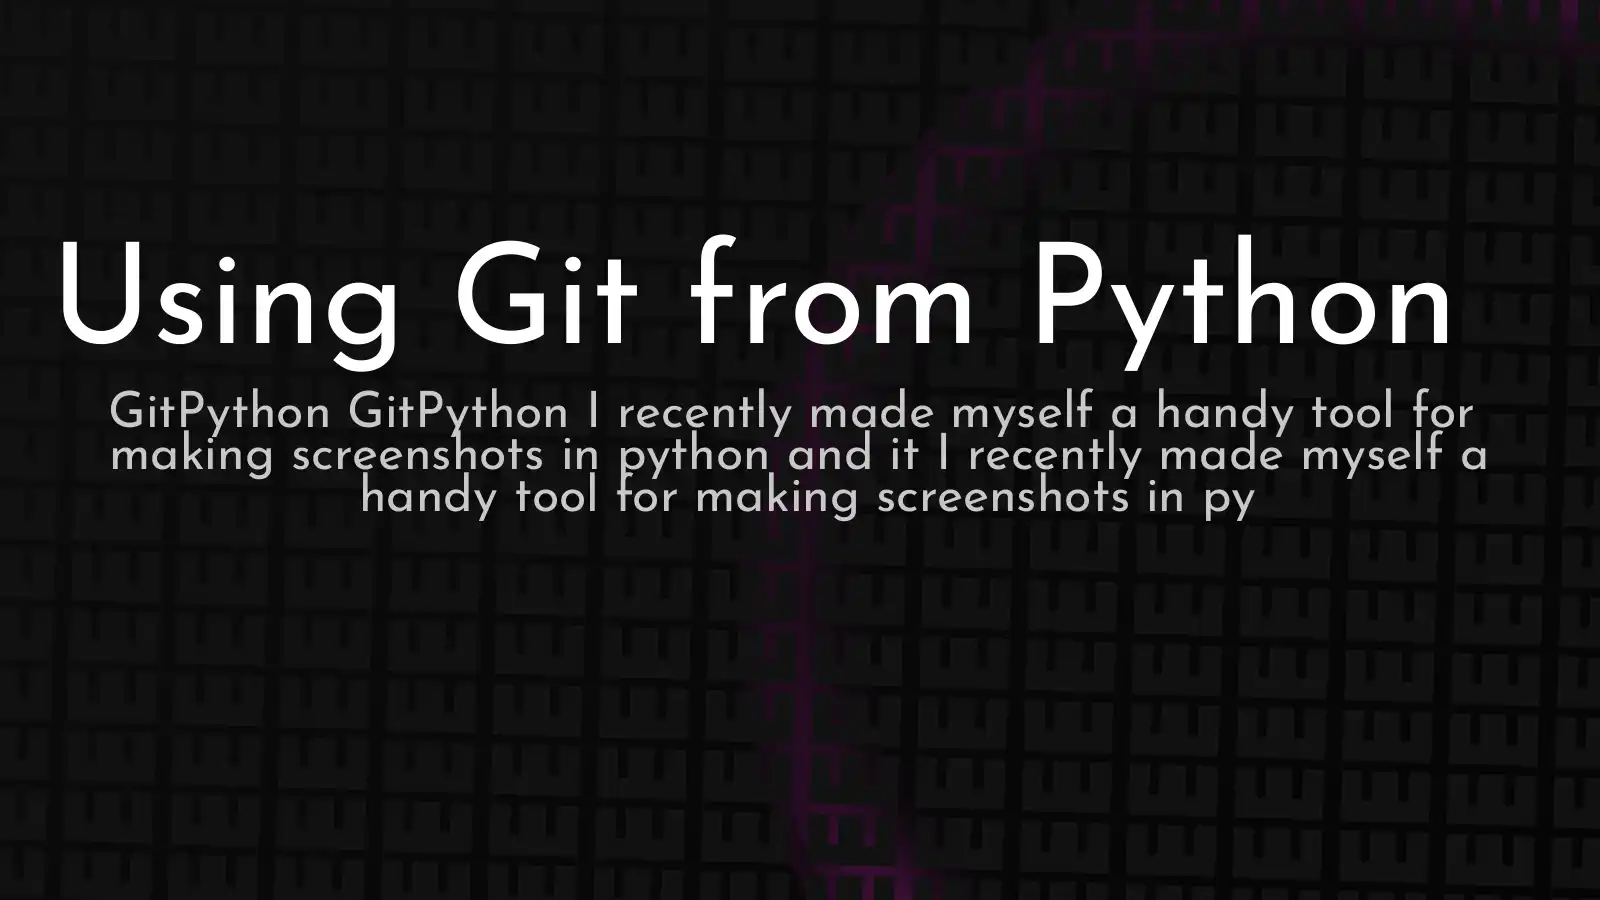 Using Git from Python
GitPython GitPython I recently made myself a handy tool for
making screenshots in python and it I recently made myself a
handy tool for making screenshots in py